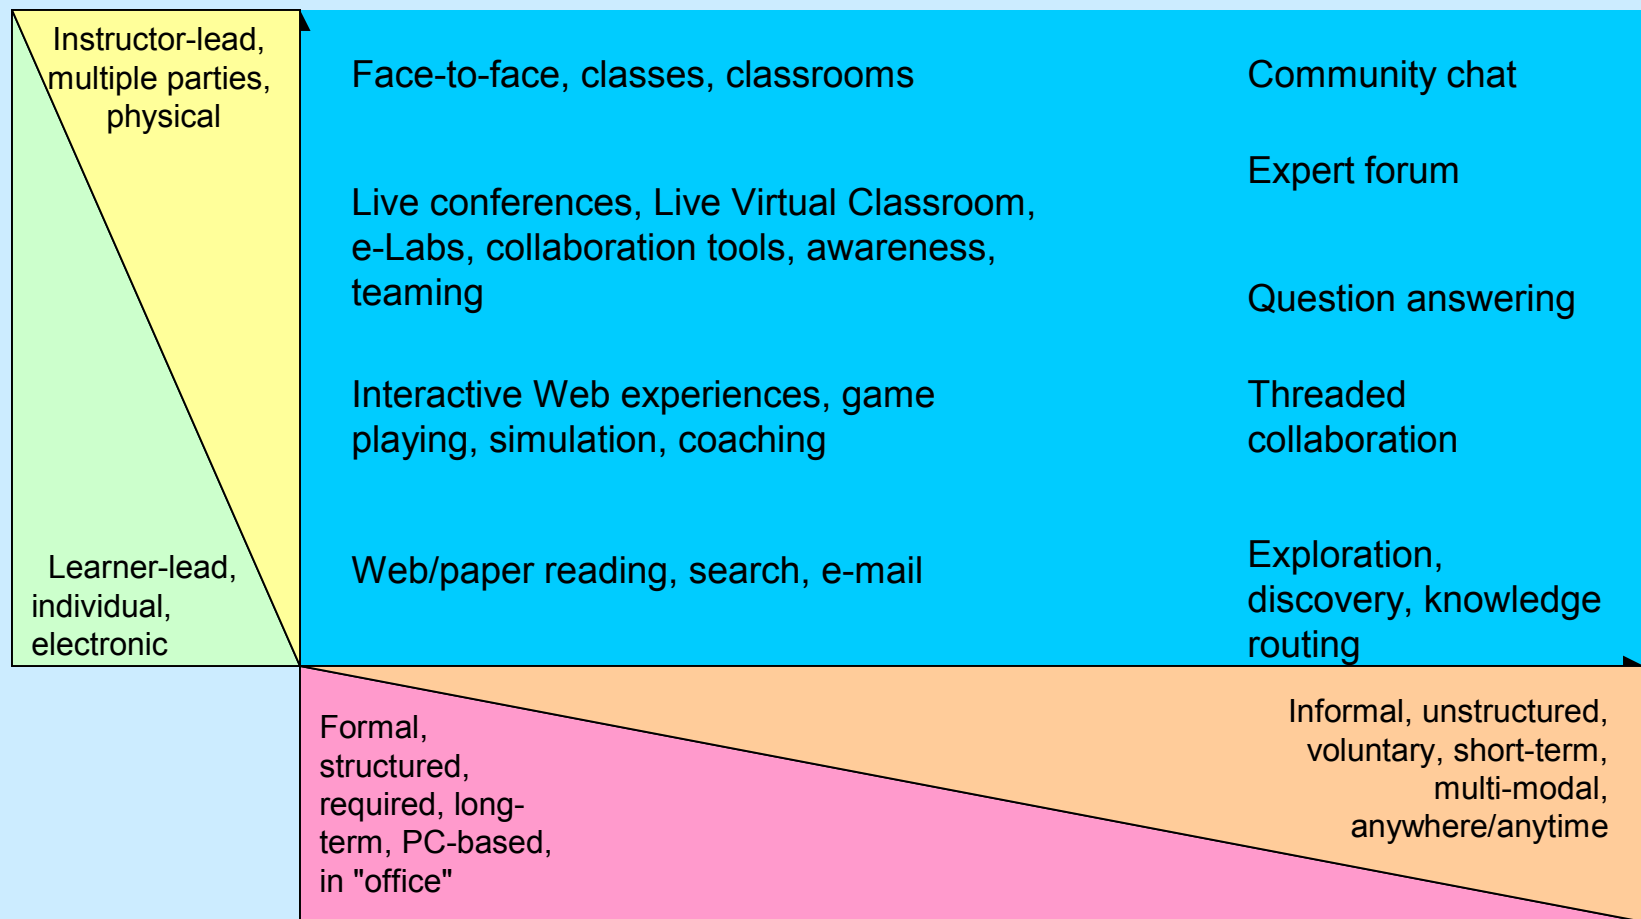 Instructor-lead,
multiple parties,
physical
Learner-lead,
individual,
electronic
Face-to-face, classes, classrooms
Live conferences, Live Virtual Classroom,
e-Labs, collaboration tools, awareness,
teaming
Interactive Web experiences, game
playing, simulation, coaching
Web/paper reading, search, e-mail
Community chat
Expert forum
Question answering
Threaded
collaboration
Exploration,
discovery, knowledge
routing
Formal,
structured,
required, long-
term, PC-based,
in "office"
Informal, unstructured,
voluntary, short-term,
multi-modal,
anywhere/anytime